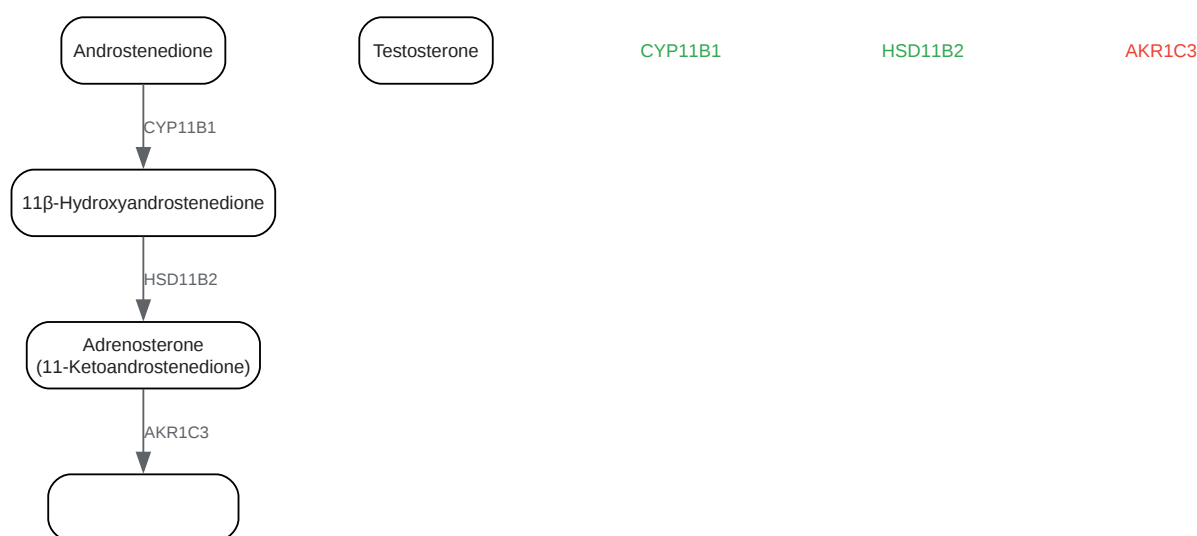 Androstenedione
Testosterone
CYP11B1
HSD11B2
AKR1C3
CYP11B1
11β-Hydroxyandrostenedione
HSD11B2
Adrenosterone
(11-Ketoandrostenedione)
AKR1C3